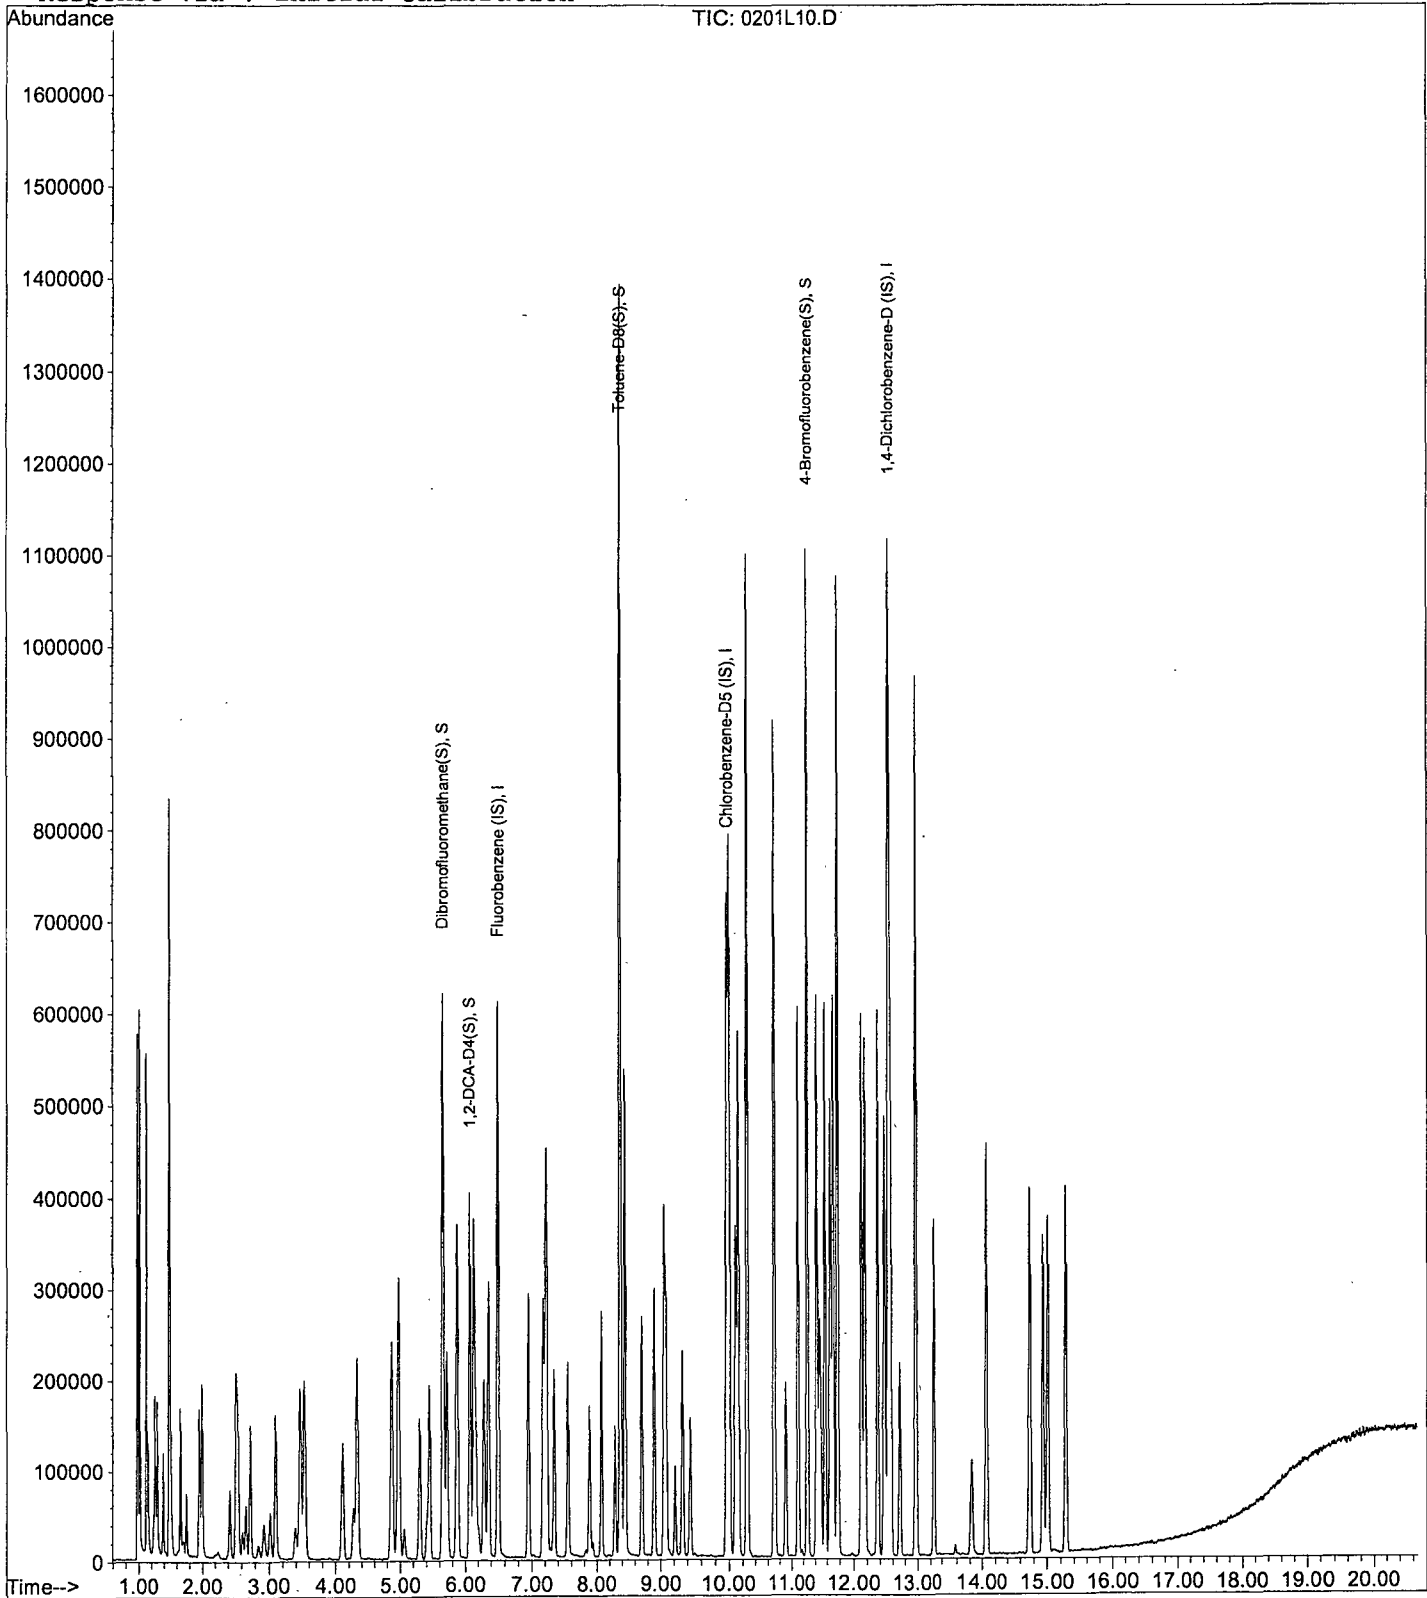 Response via : Initial Calibration
Abundance
TIC: 0201L10.D
1600000
1500000
1400000
1300000
1200000
1100000
1000000
900000
800000
700000
600000
500000
400000
300000
200000
100000
0
Dibromofluoromethane(S), S
1,2-DCA-D4(S), S
Fluorobenzene (IS), I
Toluene-D8(S), S
Chlorobenzene-D5 (IS), I
4-Bromofluorobenzene(S), S
1,4-Dichlorobenzene-D (IS), I
Time-->
1.00 2.00 3.00 4.00 5.00 6.00 7.00 8.00 9.00 10.00 11.00 12.00 13.00 14.00 15.00 16.00 17.00 18.00 19.00 20.00